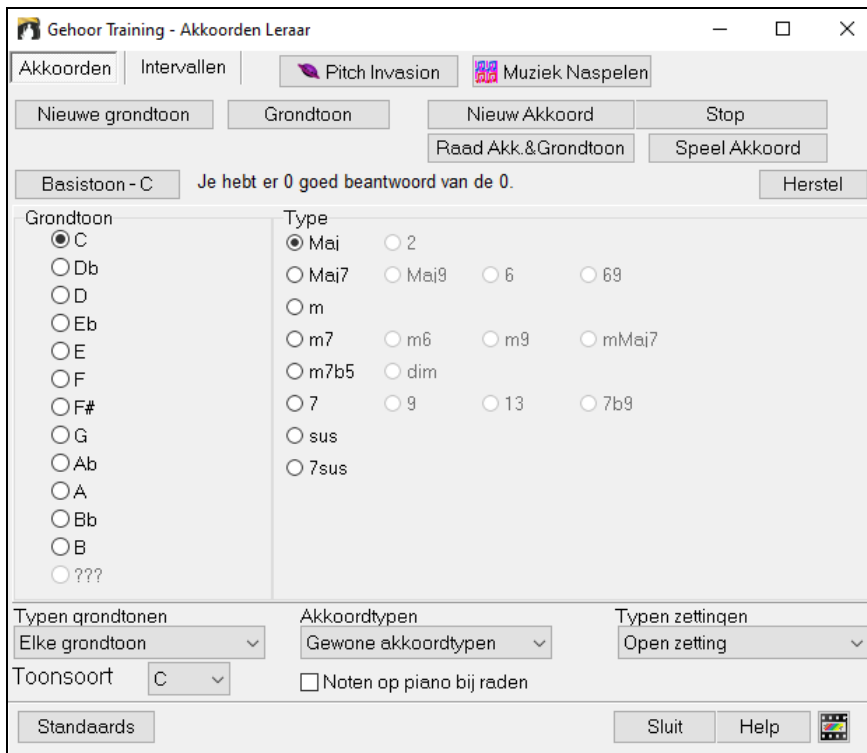 Gehoor Training - Akkoorden Leraar
Akkoorden Intervallen Pitch Invasion Muziek Naspelen
Nieuwe grondtoon Grondtoon Nieuw Akkoord Stop
Raad Akk.&Grondtoon Speel Akkoord
Basistoon - C Je hebt er 0 goed beantwoord van de 0. Herstel
Grondtoon
C
Db
D
Eb
E
F
F#
G
Ab
A
Bb
B
???
Type
Maj 2
Maj7 Maj9 6 69
m
m7 m6 m9 mMaj7
m7b5 dim
7 9 13 7b9
sus
7sus
Typen grondtonen Akkoordtypen Typen zettingen
Elke grondtoon Gewone akkoordtypen Open zetting
Toonsoort C Noten op piano bij raden
Standaards Sluit Help